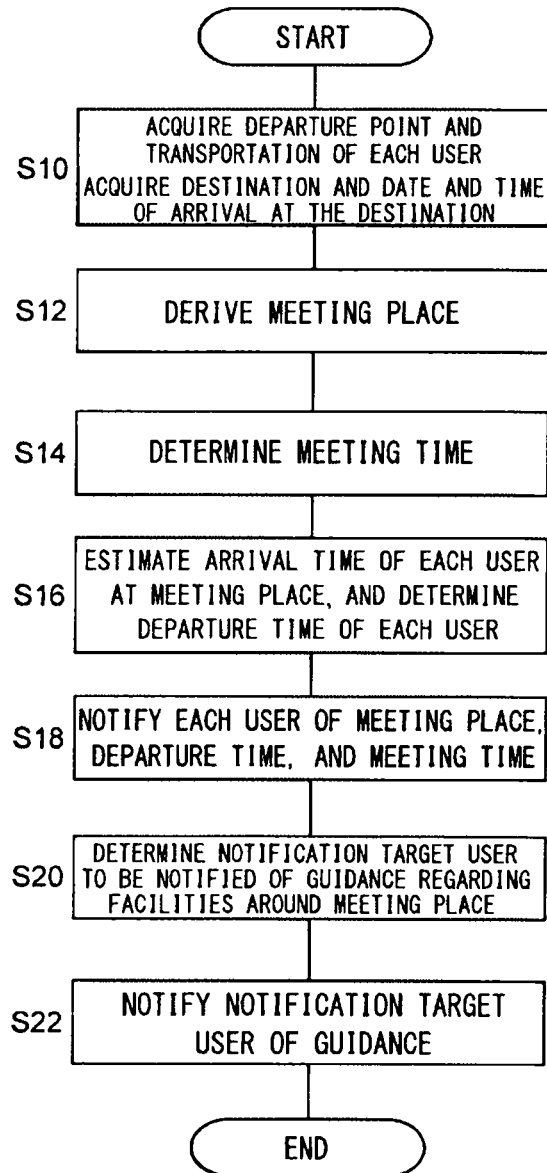 START
S10
ACQUIRE DEPARTURE POINT AND
TRANSPORTATION OF EACH USER
ACQUIRE DESTINATION AND DATE AND TIME
OF ARRIVAL AT THE DESTINATION
S12
DERIVE MEETING PLACE
S14
DETERMINE MEETING TIME
S16
ESTIMATE ARRIVAL TIME OF EACH USER
AT MEETING PLACE, AND DETERMINE
DEPARTURE TIME OF EACH USER
S18
NOTIFY EACH USER OF MEETING PLACE,
DEPARTURE TIME, AND MEETING TIME
S20
DETERMINE NOTIFICATION TARGET USER
TO BE NOTIFIED OF GUIDANCE REGARDING
FACILITIES AROUND MEETING PLACE
S22
NOTIFY NOTIFICATION TARGET
USER OF GUIDANCE
END